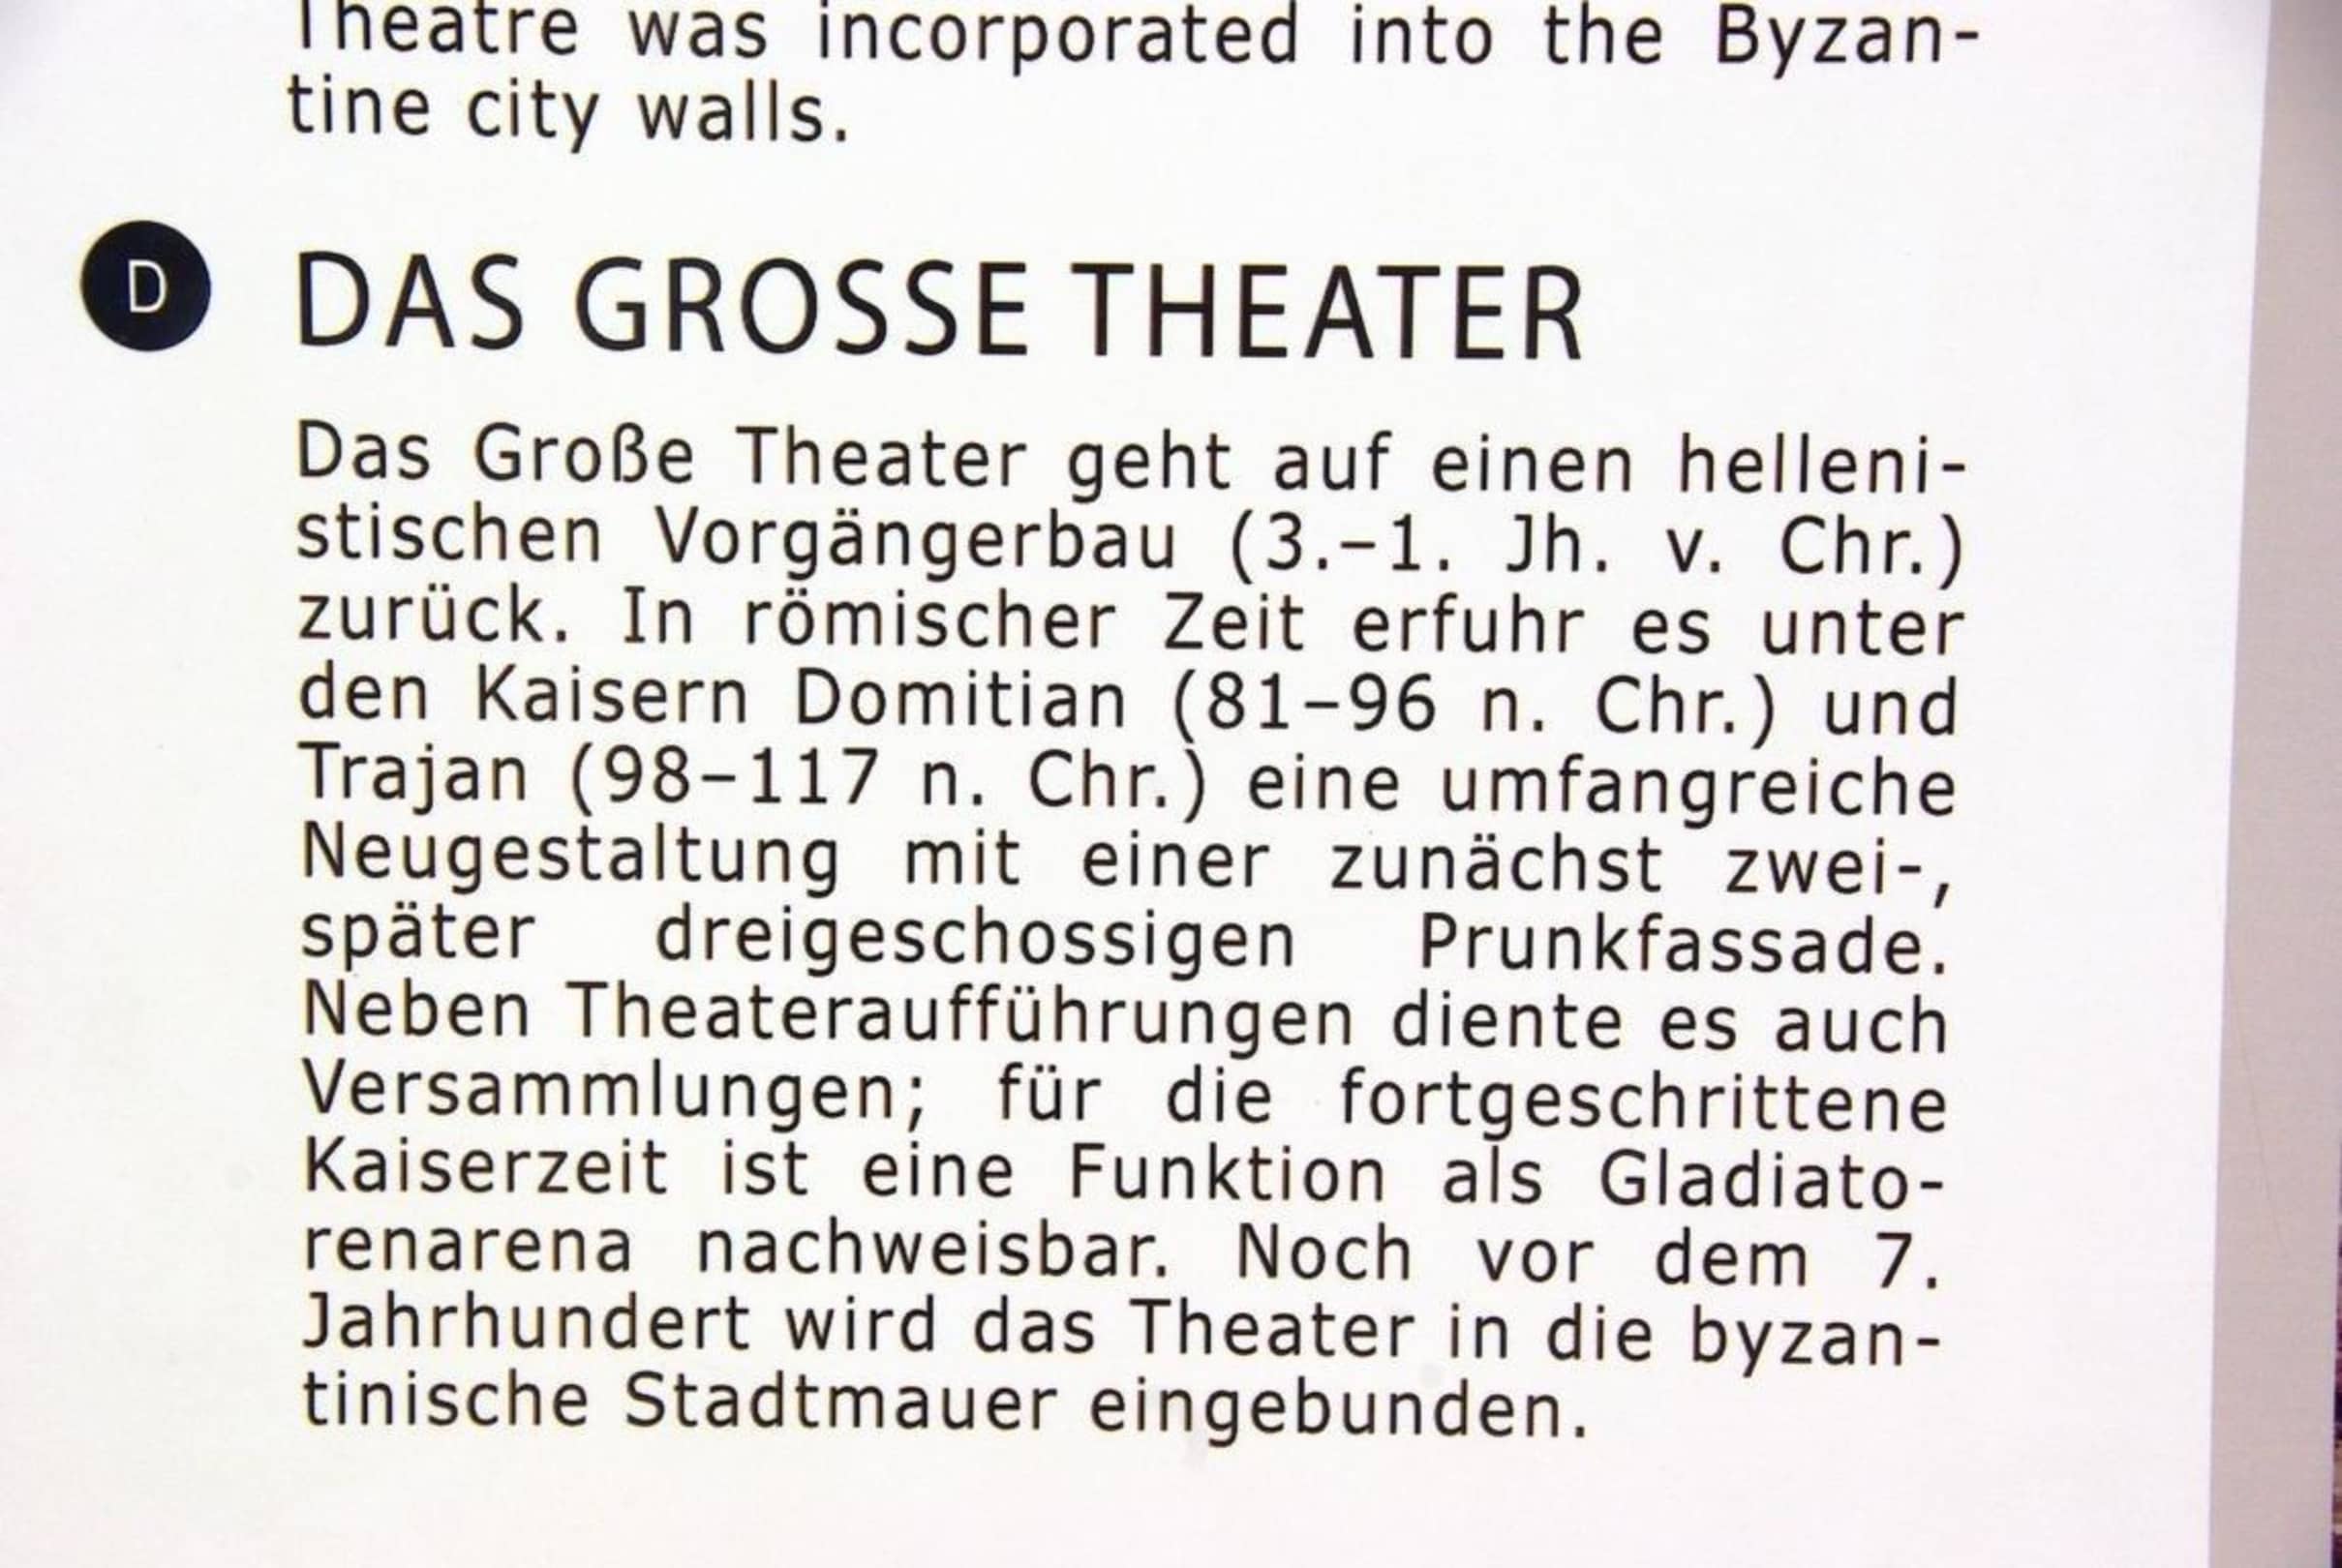 Theatre was incorporated into the Byzan-
tine city walls.
D
DAS GROSSE THEATER
Das Große Theater geht auf einen helleni-
stischen Vorgängerbau (3.–1. Jh. v. Chr.)
zurück. In römischer Zeit erfuhr es unter
den Kaisern Domitian (81–96 n. Chr.) und
Trajan (98–117 n. Chr.) eine umfangreiche
Neugestaltung mit einer zunächst zwei-,
später dreigeschossigen Prunkfassade.
Neben Theateraufführungen diente es auch
Versammlungen; für die fortgeschrittene
Kaiserzeit ist eine Funktion als Gladiato-
renarena nachweisbar. Noch vor dem 7.
Jahrhundert wird das Theater in die byzan-
tinische Stadtmauer eingebunden.